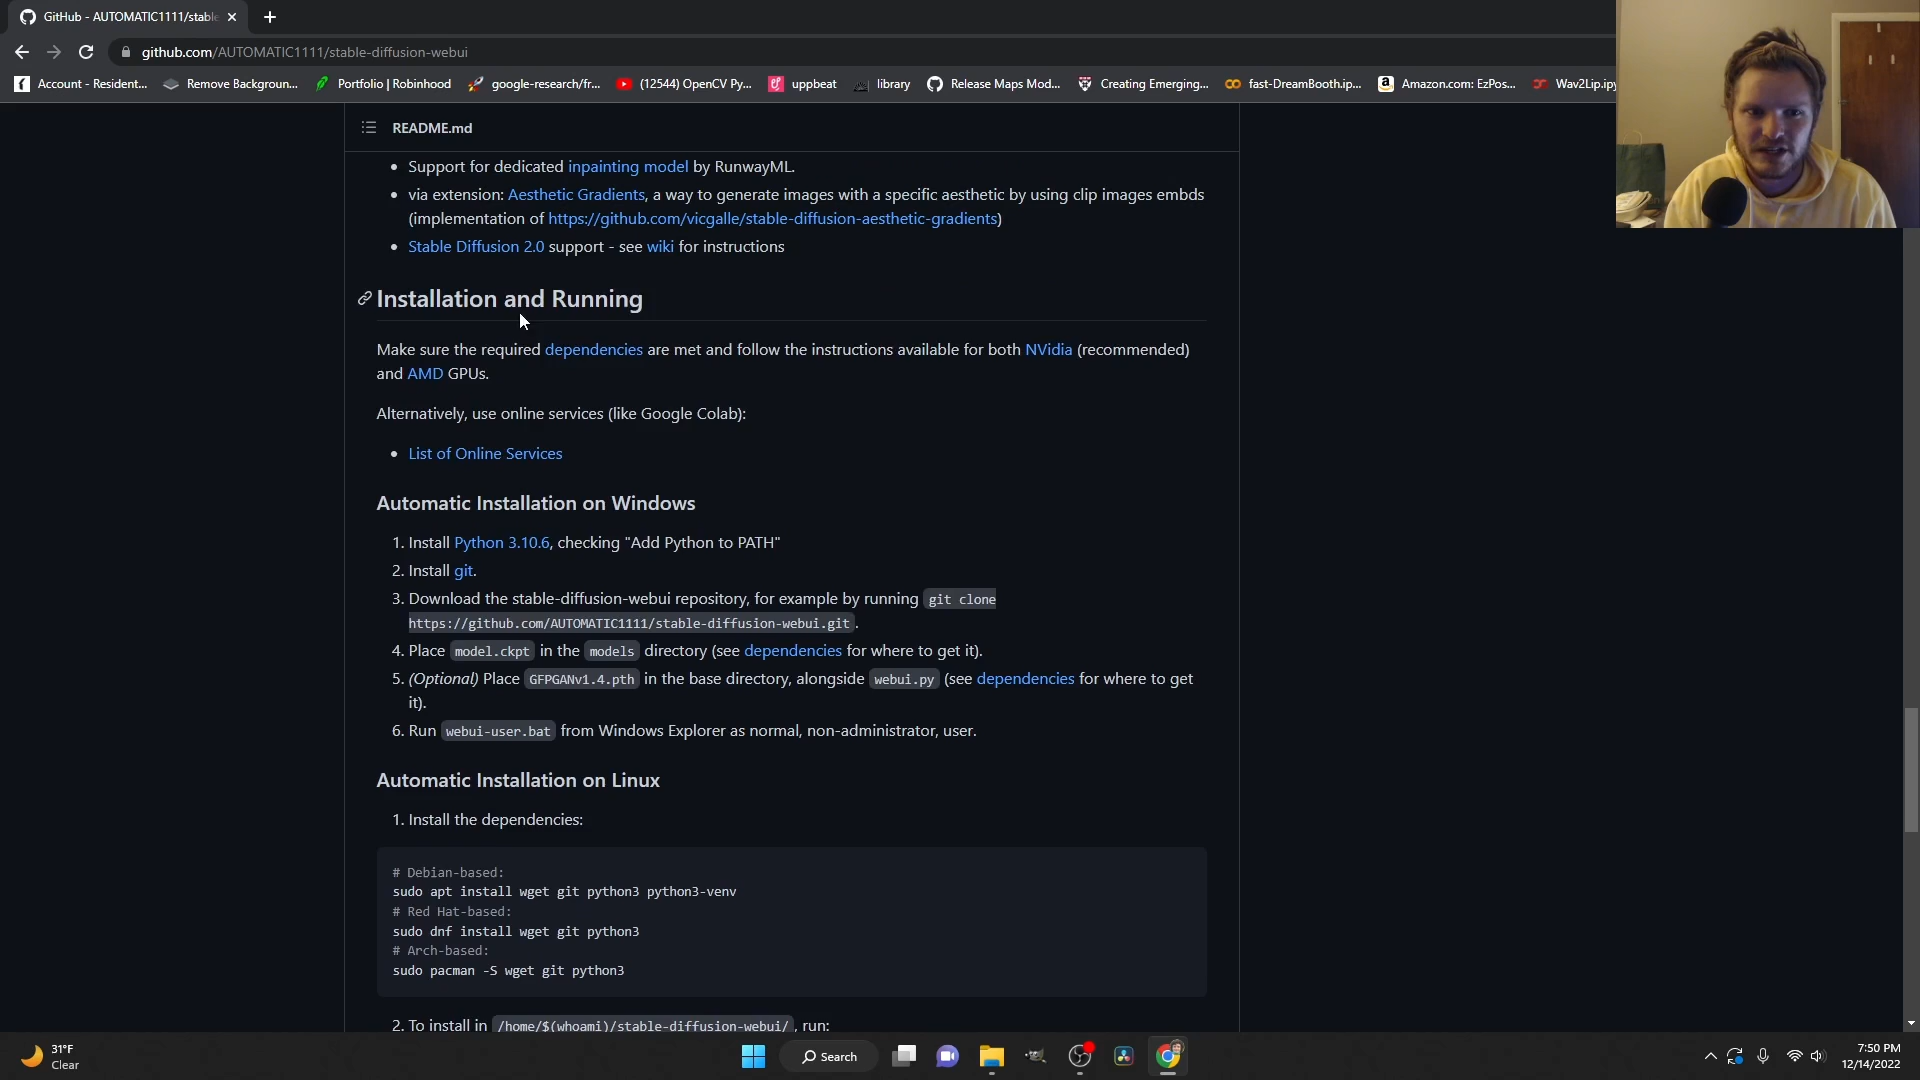 GitHub - AUTOMATIC1111/stable
github.com/AUTOMATIC1111/stable-diffusion-webui
Account - Resident... Remove Backgroun... Portfolio | Robinhood google-research/fr... (12544) OpenCV Py... uppbeat library Release Maps Mod... Creating Emerging... fast-DreamBooth.ip... Amazon.com: EzPos... Wav2Lip.ipy
README.md
• Support for dedicated inpainting model by RunwayML.
• via extension: Aesthetic Gradients, a way to generate images with a specific aesthetic by using clip images embds
(implementation of https://github.com/vicgalle/stable-diffusion-aesthetic-gradients)
• Stable Diffusion 2.0 support - see wiki for instructions
Installation and Running
Make sure the required dependencies are met and follow the instructions available for both NVidia (recommended)
and AMD GPUs.
Alternatively, use online services (like Google Colab):
• List of Online Services
Automatic Installation on Windows
1. Install Python 3.10.6, checking "Add Python to PATH"
2. Install git.
3. Download the stable-diffusion-webui repository, for example by running git clone
https://github.com/AUTOMATIC1111/stable-diffusion-webui.git.
4. Place model.ckpt in the models directory (see dependencies for where to get it).
5. (Optional) Place GFPGANv1.4.pth in the base directory, alongside webui.py (see dependencies for where to get
it).
6. Run webui-user.bat from Windows Explorer as normal, non-administrator, user.
Automatic Installation on Linux
1. Install the dependencies:
# Debian-based:
sudo apt install wget git python3 python3-venv
# Red Hat-based:
sudo dnf install wget git python3
# Arch-based:
sudo pacman -S wget git python3
2. To install in /home/$(whoami)/stable-diffusion-webui/, run:
31°F
Clear
Search
7:50 PM
12/14/2022